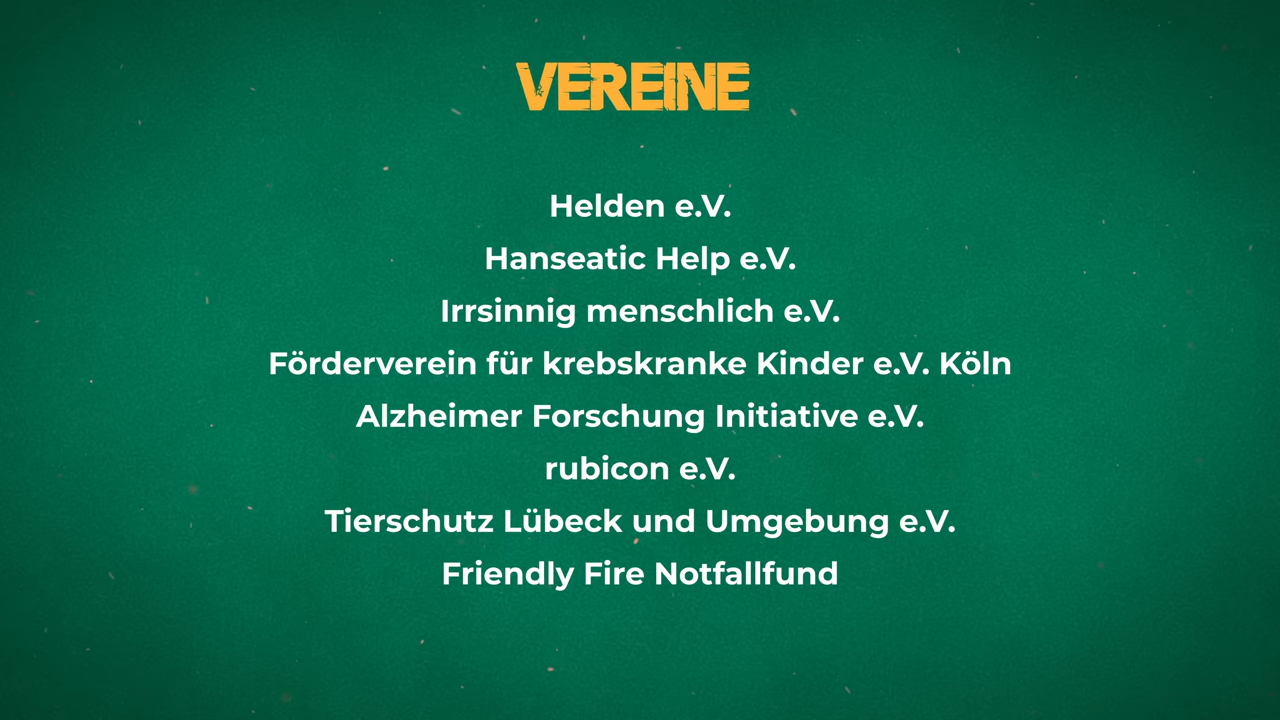 VEREINE
Helden e.V.
Hanseatic Help e.V.
Irrsinnig menschlich e.V.
Förderverein für krebskranke Kinder e.V. Köln
Alzheimer Forschung Initiative e.V.
rubicon e.V.
Tierschutz Lübeck und Umgebung e.V.
Friendly Fire Notfallfund